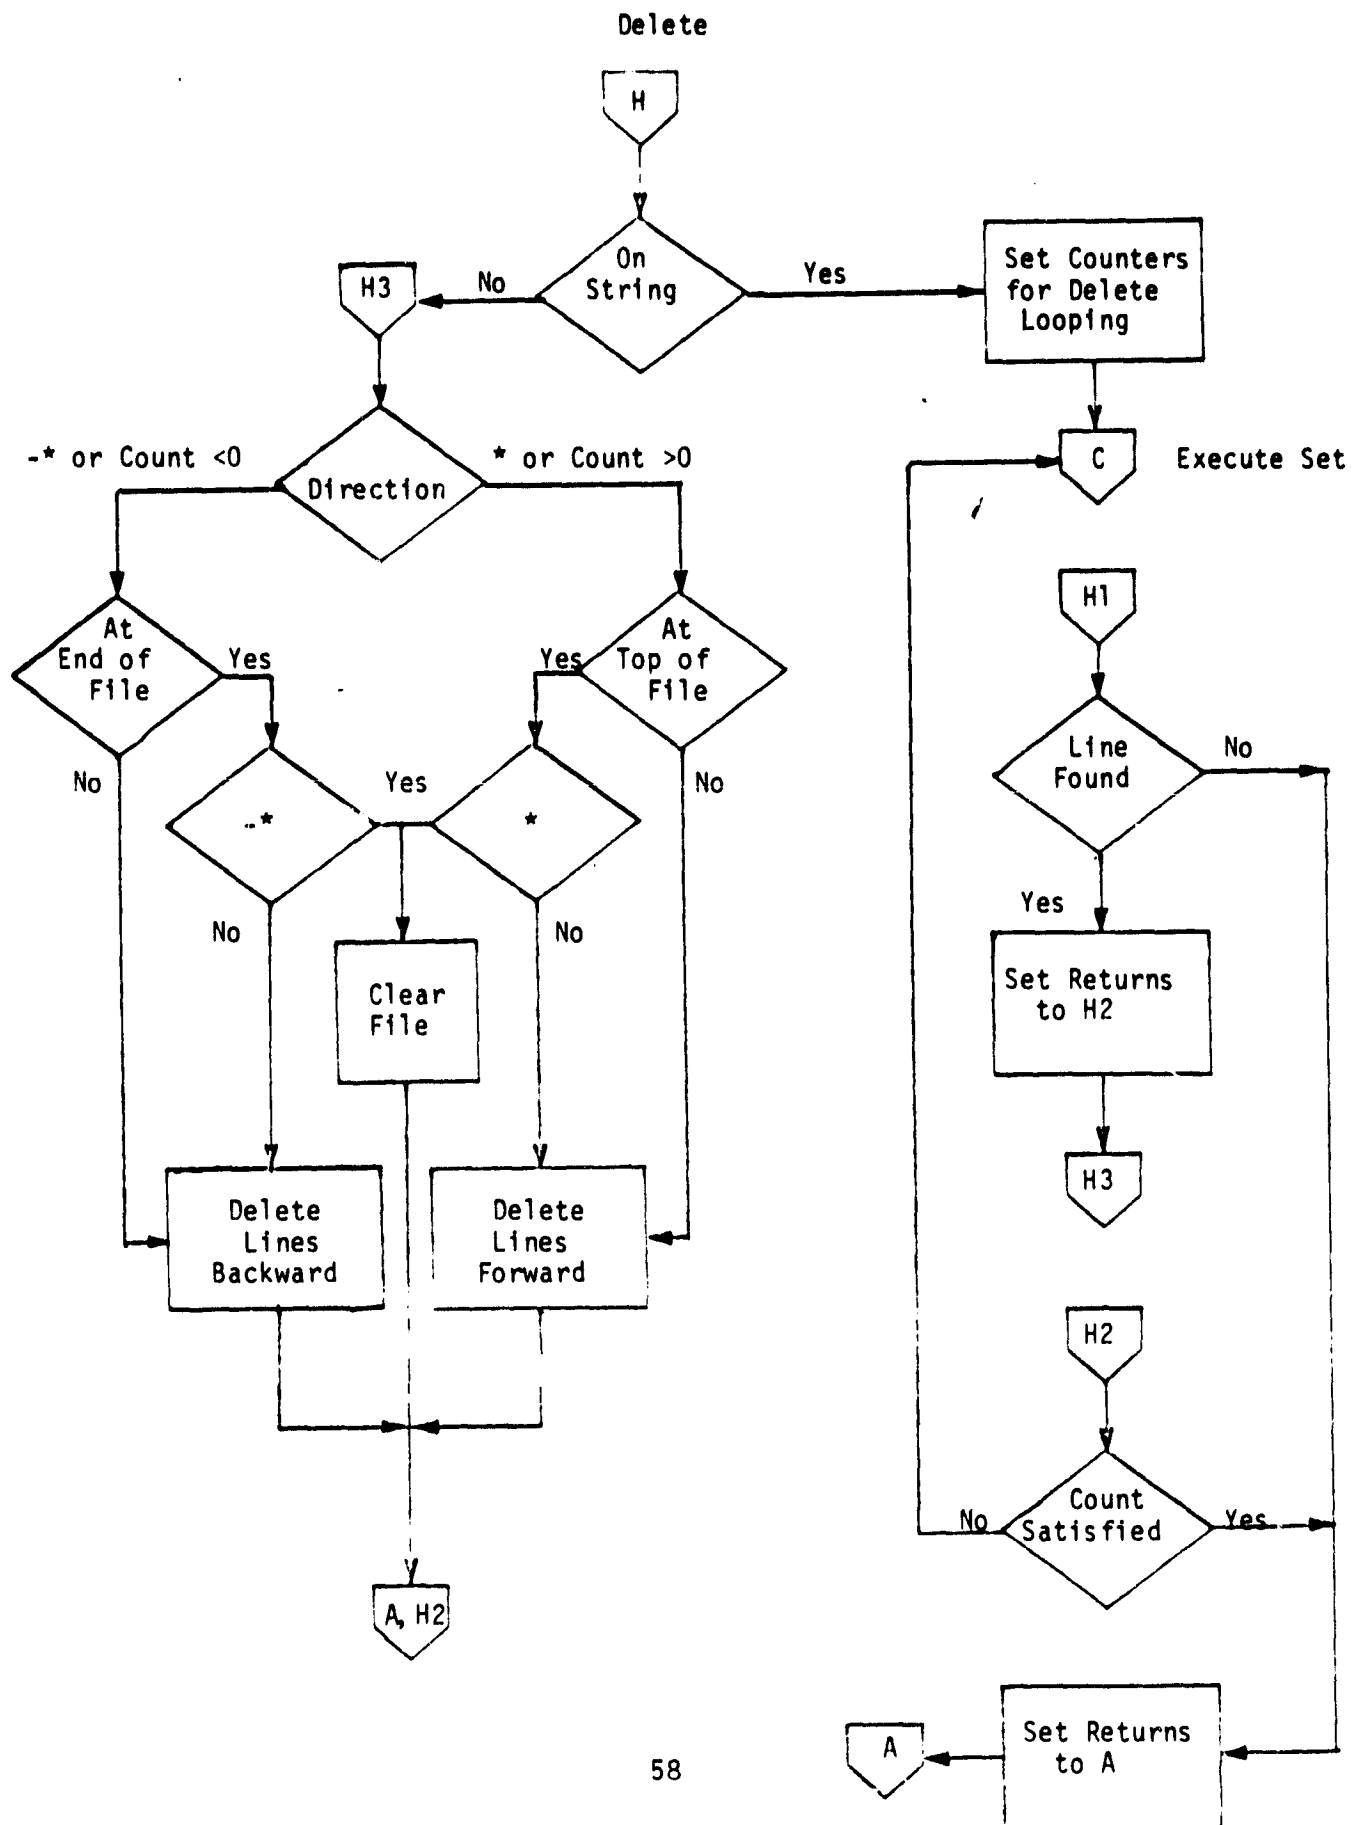 Delete
H
On
String
No
Yes
H3
Set Counters
for Delete
Looping
-* or Count <0
* or Count >0
Direction
C
Execute Set
At
End of
File
Yes
No
At
Top of
File
Yes
No
-*
Yes
*
No
No
Clear
File
Delete
Lines
Backward
Delete
Lines
Forward
A, H2
H1
Line
Found
No
Yes
Set Returns
to H2
H3
H2
Count
Satisfied
No
Yes
Set Returns
to A
A
58